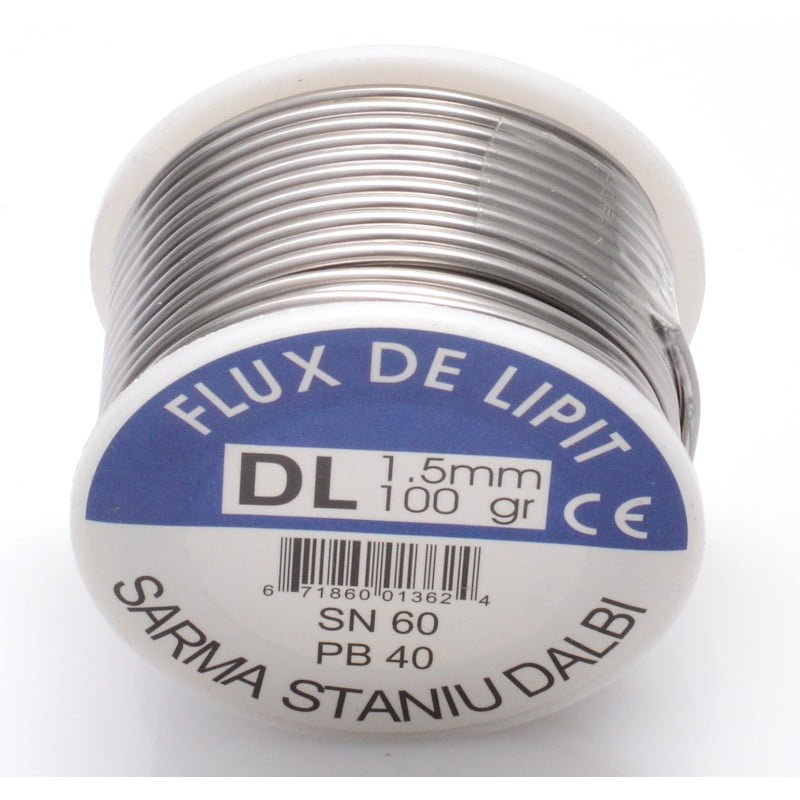 FLUX DE LIPIT
DL 1.5mm
100 gr
CE
6 71860 01362 4
SN 60
PB 40
SARMA STANIU DALBI